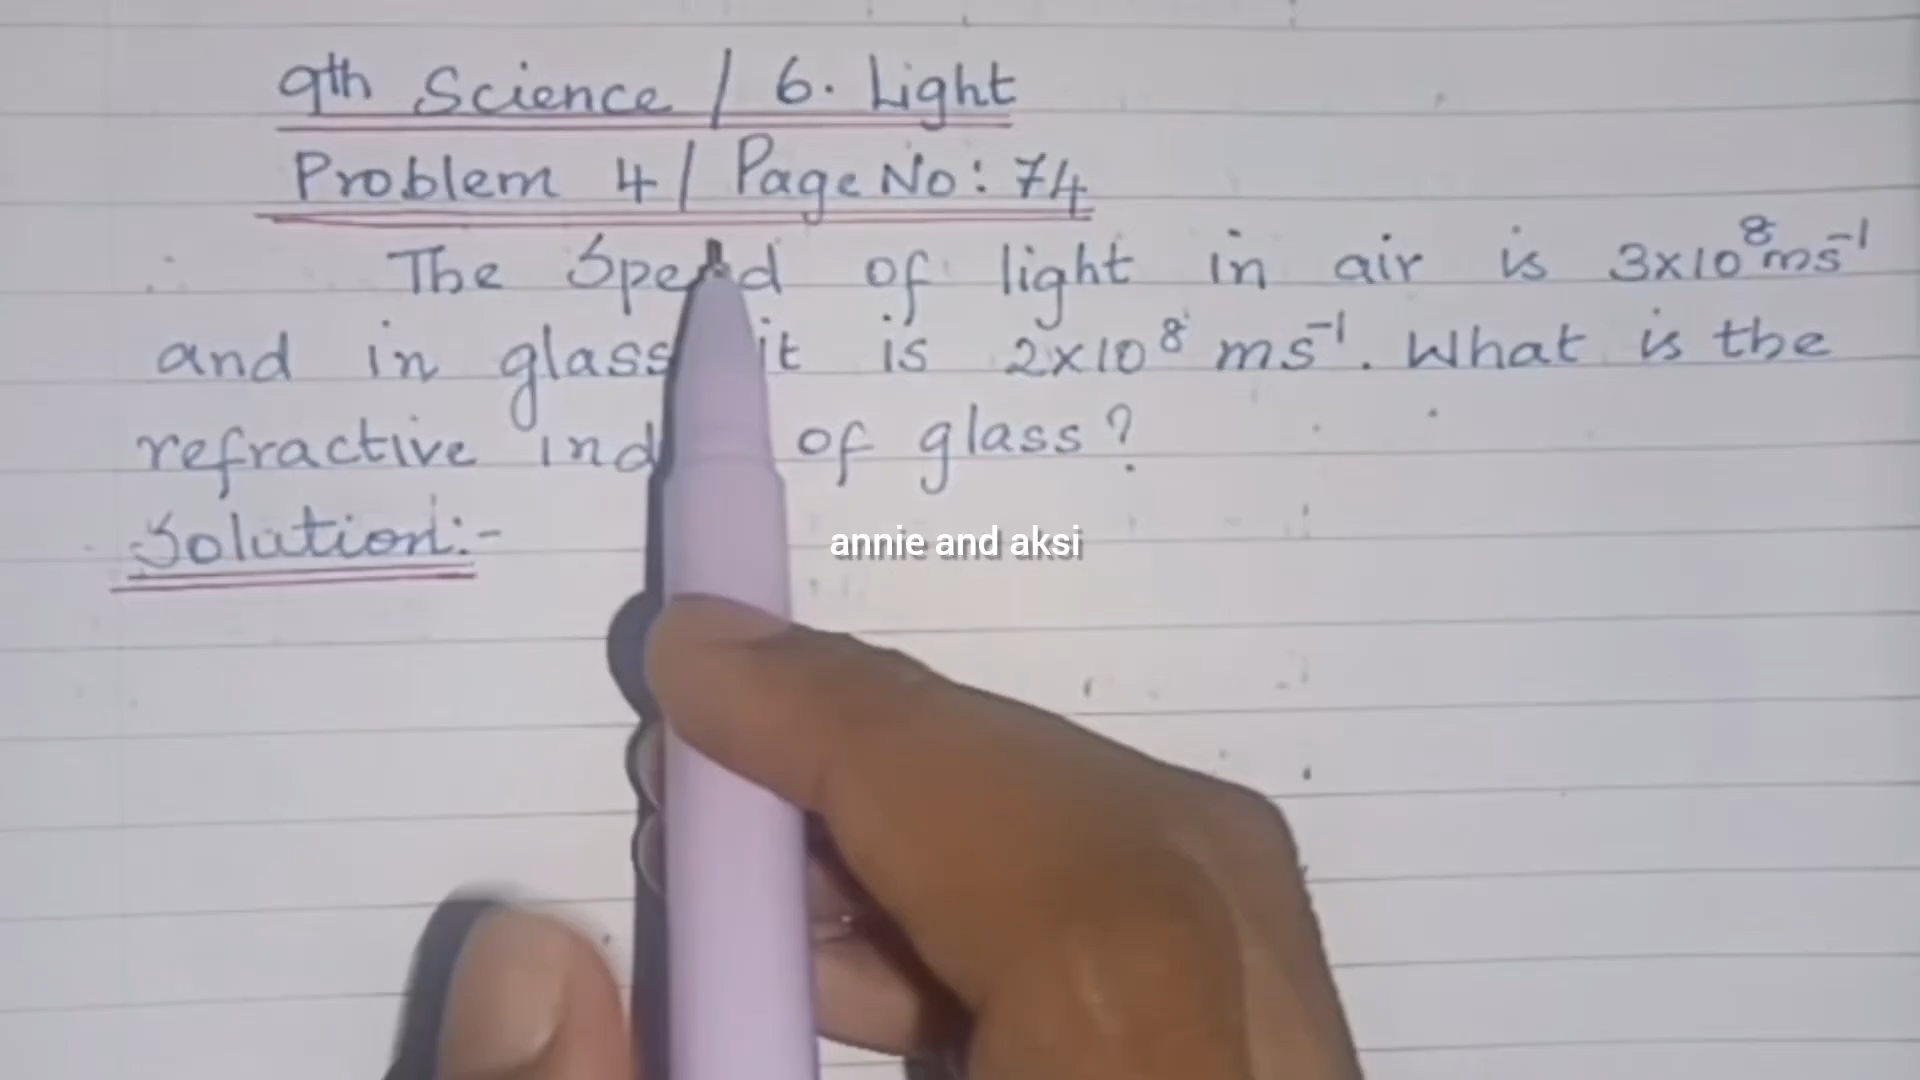 9th Science / 6. Light
Problem 4 / Page No: 74
The Speed of light in air is 3x10⁸ms⁻¹
and in glass it is 2x10⁸ ms⁻¹. What is the
refractive ind of glass?
Solution:-
annie and aksi